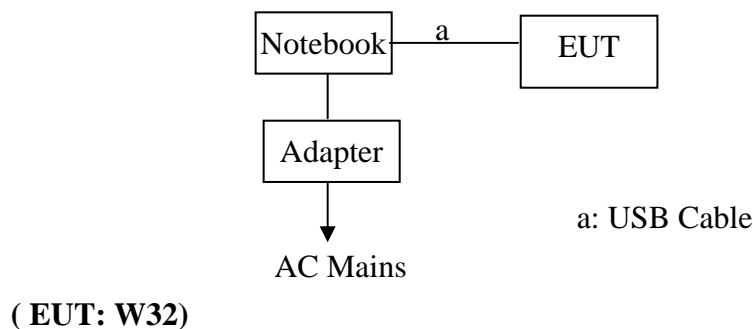 Notebook
a
EUT
Adapter
a: USB Cable
AC Mains
( EUT: W32)